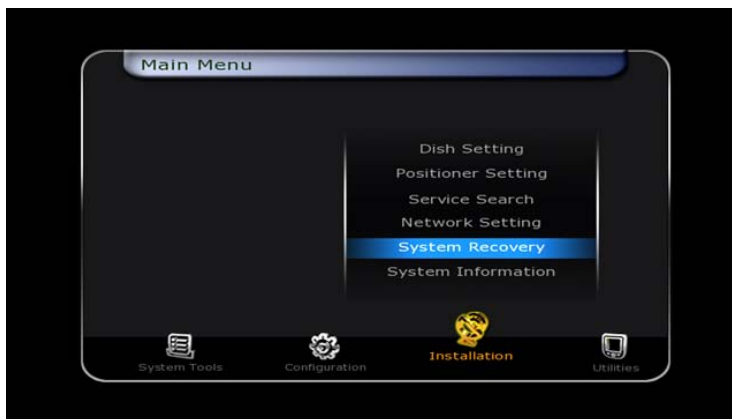 Main Menu
Dish Setting
Positioner Setting
Service Search
Network Setting
System Recovery
System Information
System Tools
Configuration
Installation
Utilities